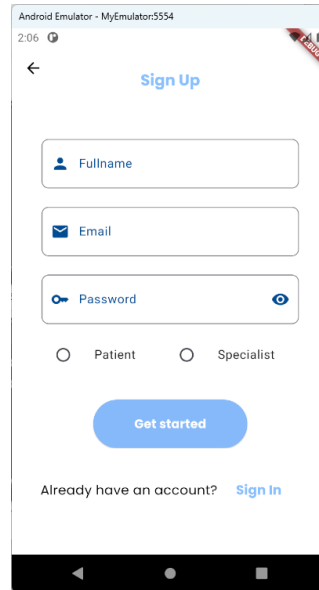 Android Emulator - MyEmulator:5554
2:06
Sign Up
Fullname
Email
Password
Patient Specialist
Get started
Already have an account? Sign In